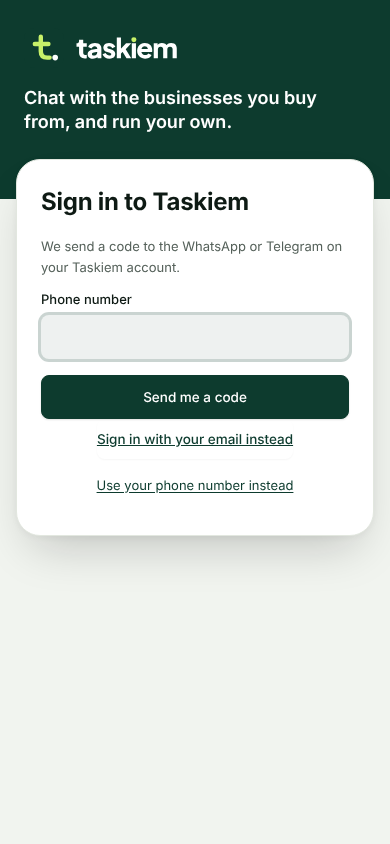 taskiem
Chat with the businesses you buy
from, and run your own.
Sign in to Taskiem
We send a code to the WhatsApp or Telegram on
your Taskiem account.
Phone number
Send me a code
Sign in with your email instead
Use your phone number instead